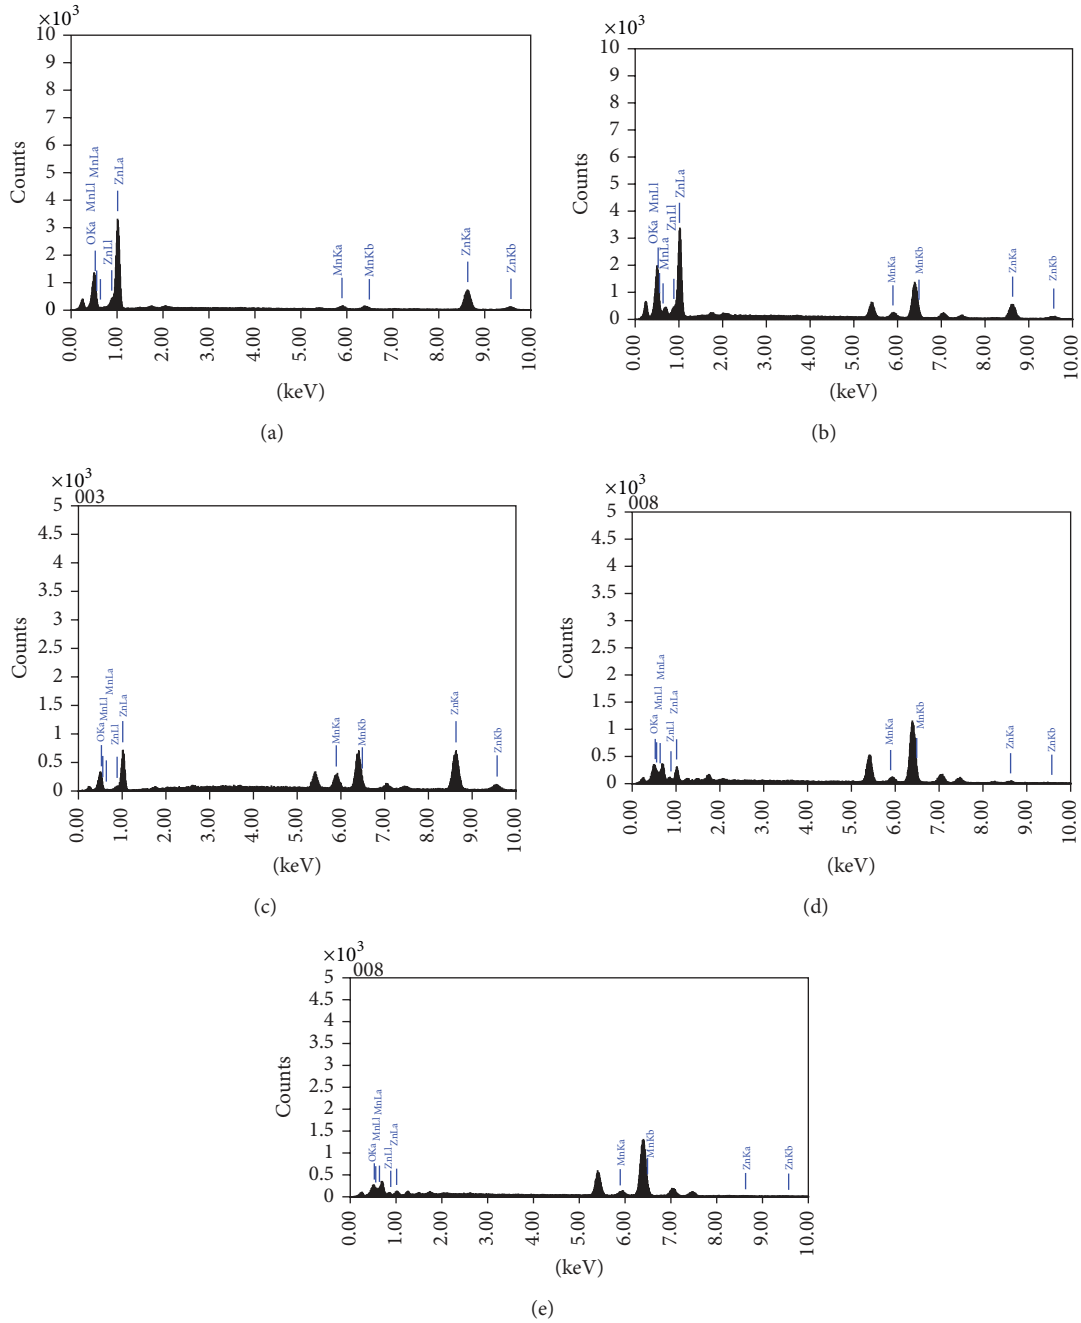 ×10³
10
9
8
7
6
5
4
3
2
1
0
Counts
OKa MnLl MnLa
ZnLl
ZnLa
MnKa
MnKb
ZnKa
ZnKb
0.00 1.00 2.00 3.00 4.00 5.00 6.00 7.00 8.00 9.00 10.00
(keV)
(a)
×10³
10
9
8
7
6
5
4
3
2
1
0
Counts
OKa MnLl
MnLa
ZnLl
ZnLa
MnKa
MnKb
ZnKa
ZnKb
0.00 1.00 2.00 3.00 4.00 5.00 6.00 7.00 8.00 9.00 10.00
(keV)
(b)
×10³
003
5
4.5
4
3.5
3
2.5
2
1.5
1
0.5
0
Counts
OKa
MnLl
MnLa
ZnLl
ZnLa
MnKa
MnKb
ZnKa
ZnKb
0.00 1.00 2.00 3.00 4.00 5.00 6.00 7.00 8.00 9.00 10.00
(keV)
(c)
×10³
008
5
4.5
4
3.5
3
2.5
2
1.5
1
0.5
0
Counts
OKa
MnLl
MnLa
ZnLl
ZnLa
MnKa
MnKb
ZnKa
ZnKb
0.00 1.00 2.00 3.00 4.00 5.00 6.00 7.00 8.00 9.00 10.00
(keV)
(d)
×10³
008
5
4.5
4
3.5
3
2.5
2
1.5
1
0.5
0
Counts
OKa
MnLl
MnLa
ZnLl
ZnLa
MnKa
MnKb
ZnKa
ZnKb
0.00 1.00 2.00 3.00 4.00 5.00 6.00 7.00 8.00 9.00 10.00
(keV)
(e)